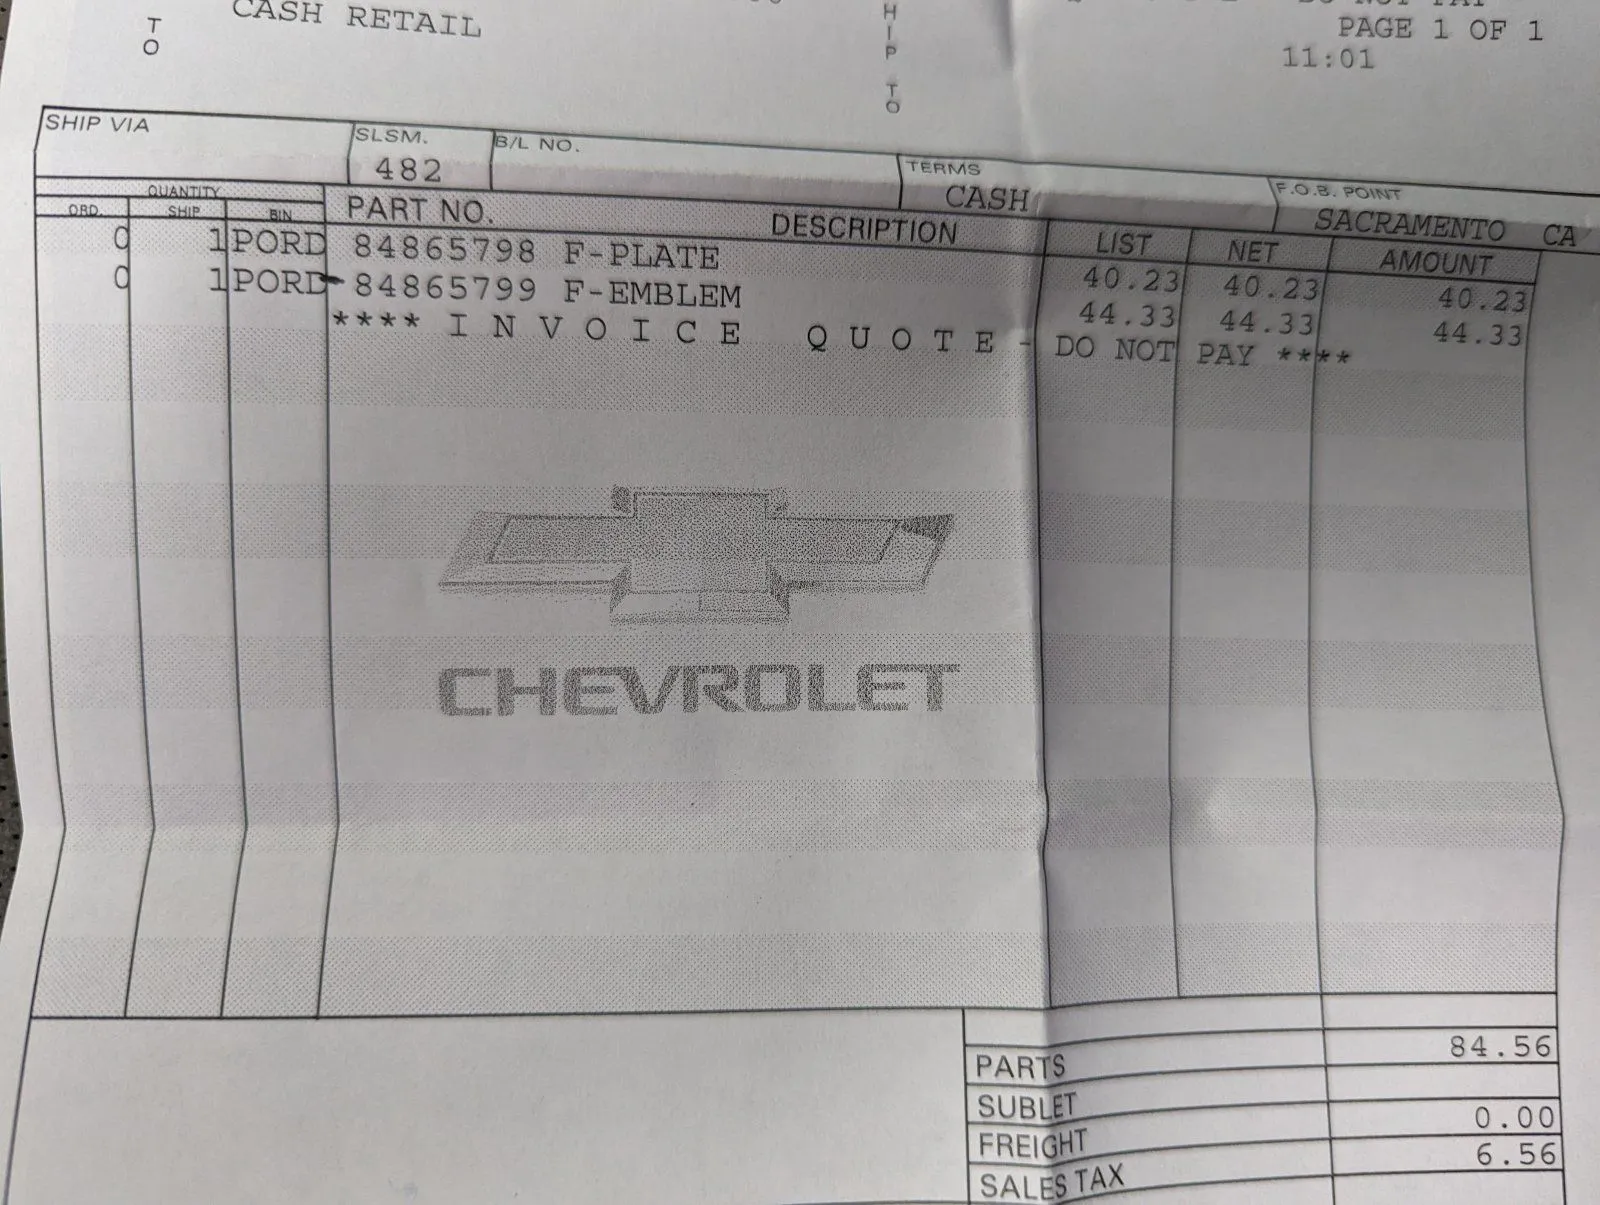 CASH RETAIL
TO
HIP TO
PAGE 1 OF 1
11:01
SHIP VIA
SLSM.
482
B/L NO.
TERMS
CASH
F.O.B. POINT
SACRAMENTO CA
QUANTITY
ORD. SHIP BIN PART NO. DESCRIPTION LIST NET AMOUNT
0 1 PORD 84865798 F-PLATE 40.23 40.23 40.23
0 1 PORD 84865799 F-EMBLEM 44.33 44.33 44.33
**** I N V O I C E Q U O T E - DO NOT PAY ****
CHEVROLET
PARTS 84.56
SUBLET
FREIGHT 0.00
SALES TAX 6.56